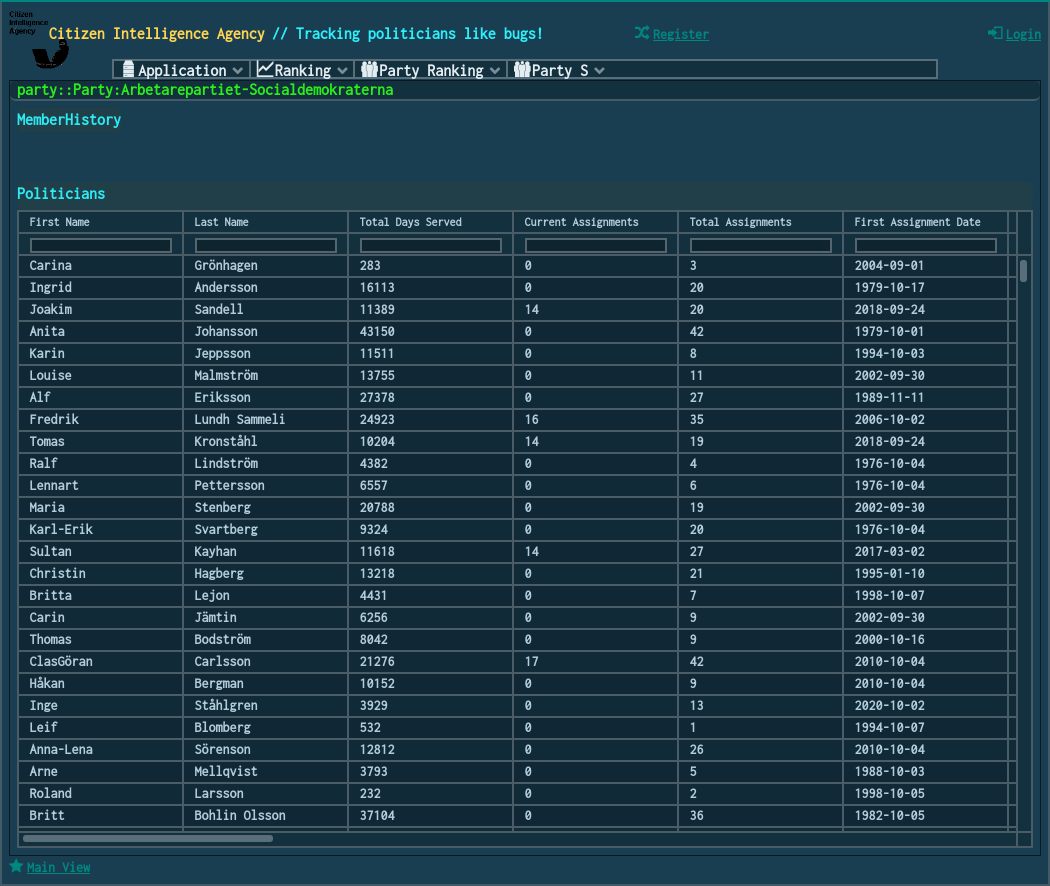 Citizen
Intelligence
Agency
Citizen Intelligence Agency // Tracking politicians like bugs!
Register
Login
Application Ranking Party Ranking Party S
party::Party:Arbetarepartiet-Socialdemokraterna
MemberHistory
Politicians
First Name Last Name Total Days Served Current Assignments Total Assignments First Assignment Date
Carina Grönhagen 283 0 3 2004-09-01
Ingrid Andersson 16113 0 20 1979-10-17
Joakim Sandell 11389 14 20 2018-09-24
Anita Johansson 43150 0 42 1979-10-01
Karin Jeppsson 11511 0 8 1994-10-03
Louise Malmström 13755 0 11 2002-09-30
Alf Eriksson 27378 0 27 1989-11-11
Fredrik Lundh Sammeli 24923 16 35 2006-10-02
Tomas Kronståhl 10204 14 19 2018-09-24
Ralf Lindström 4382 0 4 1976-10-04
Lennart Pettersson 6557 0 6 1976-10-04
Maria Stenberg 20788 0 19 2002-09-30
Karl-Erik Svartberg 9324 0 20 1976-10-04
Sultan Kayhan 11618 14 27 2017-03-02
Christin Hagberg 13218 0 21 1995-01-10
Britta Lejon 4431 0 7 1998-10-07
Carin Jämtin 6256 0 9 2002-09-30
Thomas Bodström 8042 0 9 2000-10-16
ClasGöran Carlsson 21276 17 42 2010-10-04
Håkan Bergman 10152 0 9 2010-10-04
Inge Ståhlgren 3929 0 13 2020-10-02
Leif Blomberg 532 0 1 1994-10-07
Anna-Lena Sörenson 12812 0 26 2010-10-04
Arne Mellqvist 3793 0 5 1988-10-03
Roland Larsson 232 0 2 1998-10-05
Britt Bohlin Olsson 37104 0 36 1982-10-05
Main View